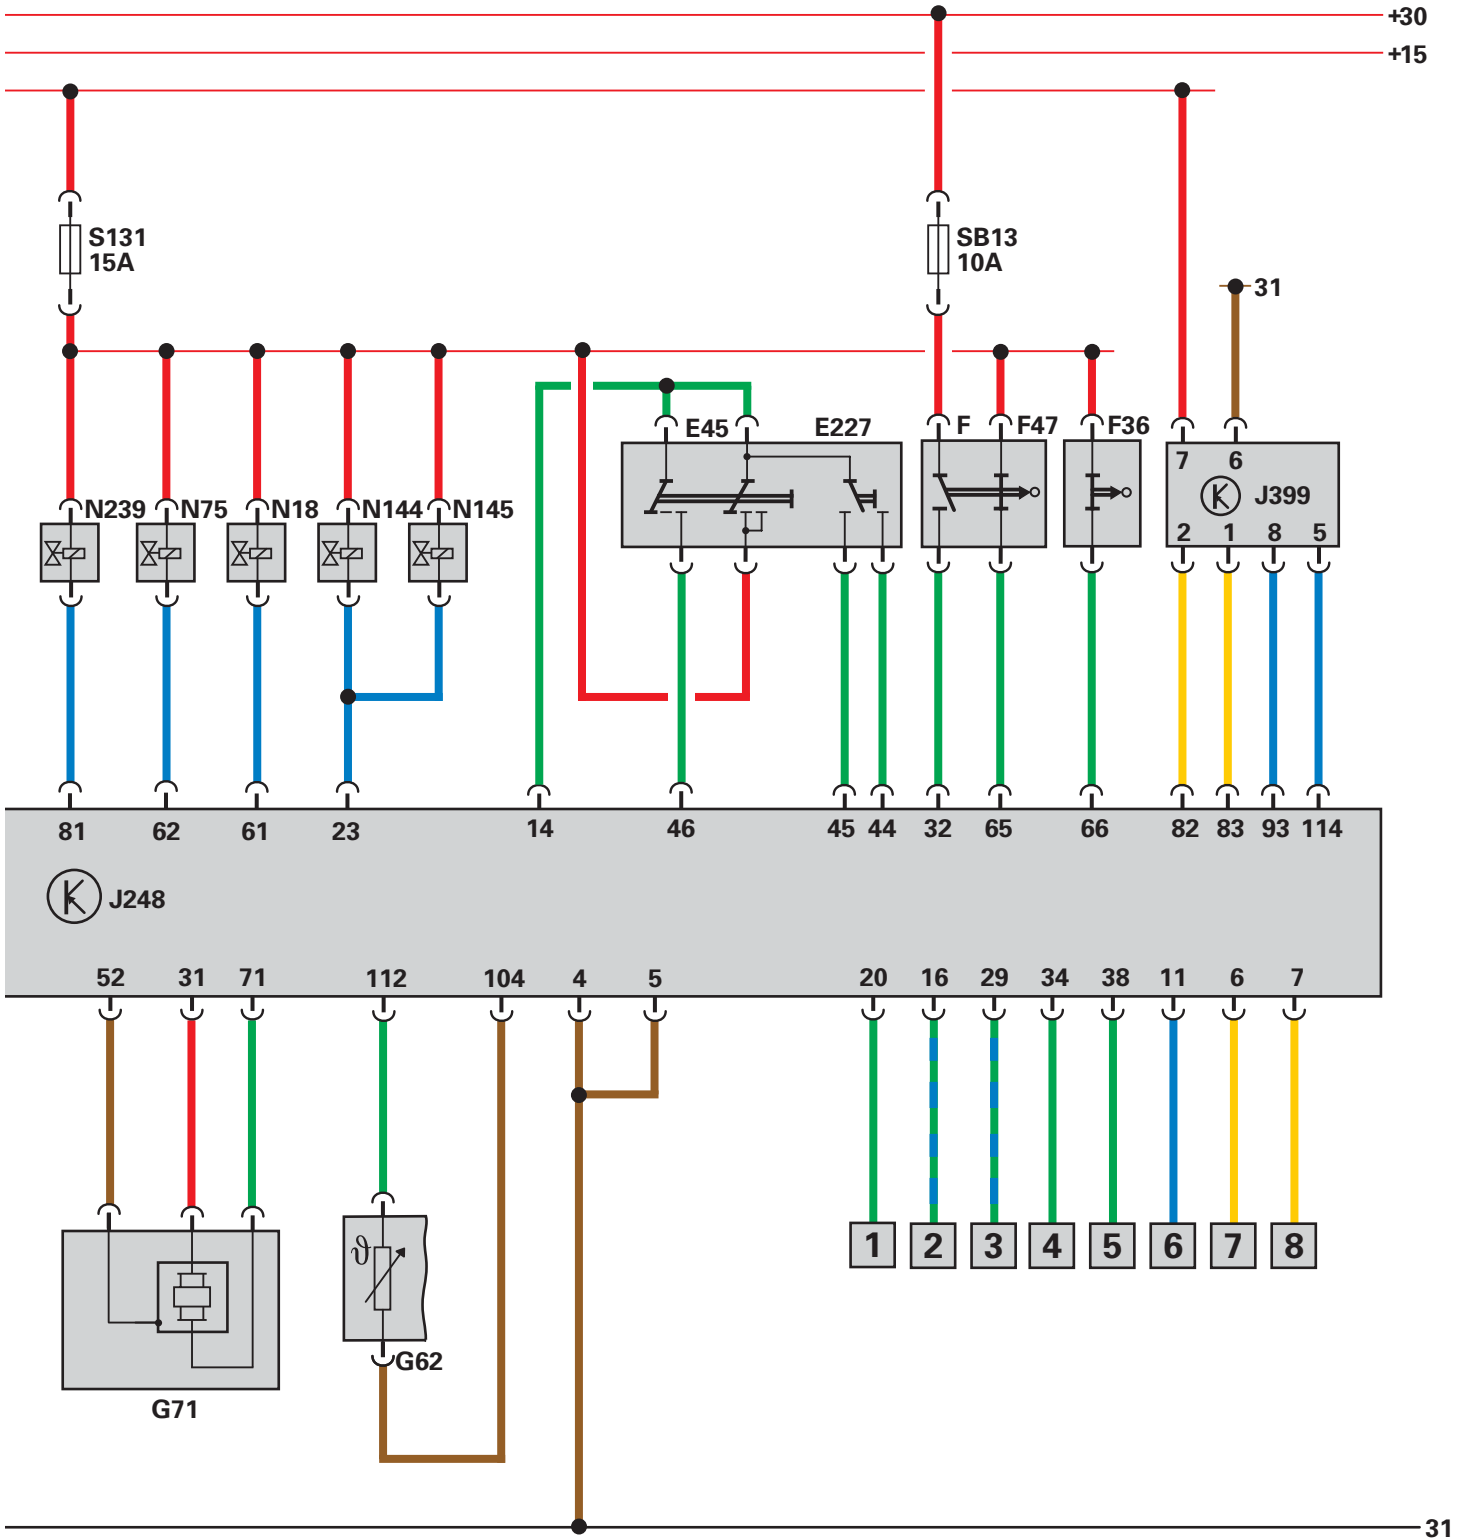 +30
+15
S131
15A
SB13
10A
31
E45 E227 F F47 F36
7 6
J399
2 1 8 5
N239 N75 N18 N144 N145
81 62 61 23 14 46 45 44 32 65 66 82 83 93 114
J248
52 31 71 112 104 4 5 20 16 29 34 38 11 6 7
1 2 3 4 5 6 7 8
ϑ
G62
G71
31